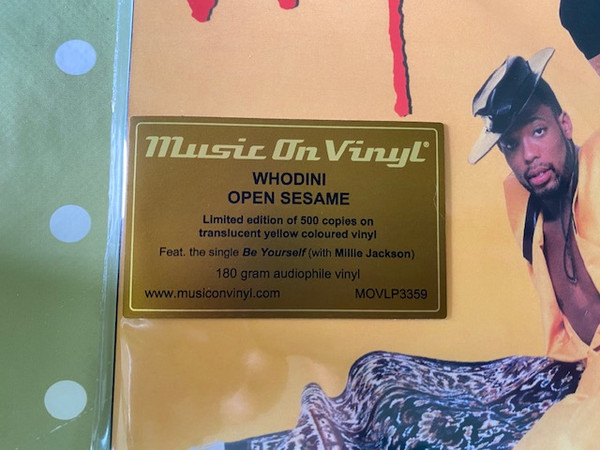 Music On Vinyl®
WHODINI
OPEN SESAME
Limited edition of 500 copies on
translucent yellow coloured vinyl
Feat. the single Be Yourself (with Millie Jackson)
180 gram audiophile vinyl
www.musiconvinyl.com MOVLP3359